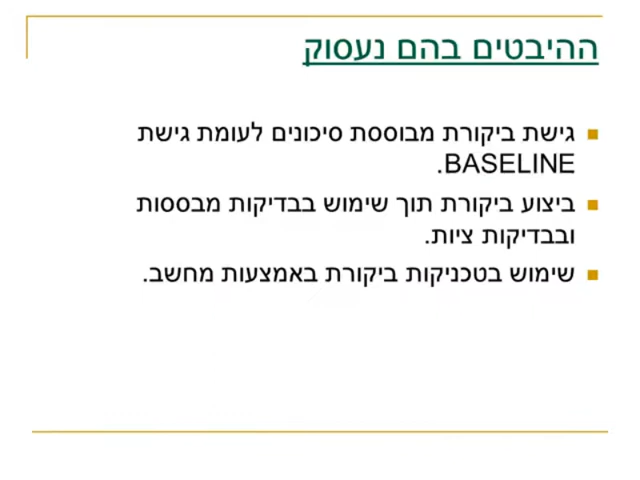 ההיבטים בהם נעסוק
גישת ביקורת מבוססת סיכונים לעומת גישת
BASELINE.
ביצוע ביקורת תוך שימוש בבדיקות מבססות
ובבדיקות ציות.
שימוש בטכניקות ביקורת באמצעות מחשב.